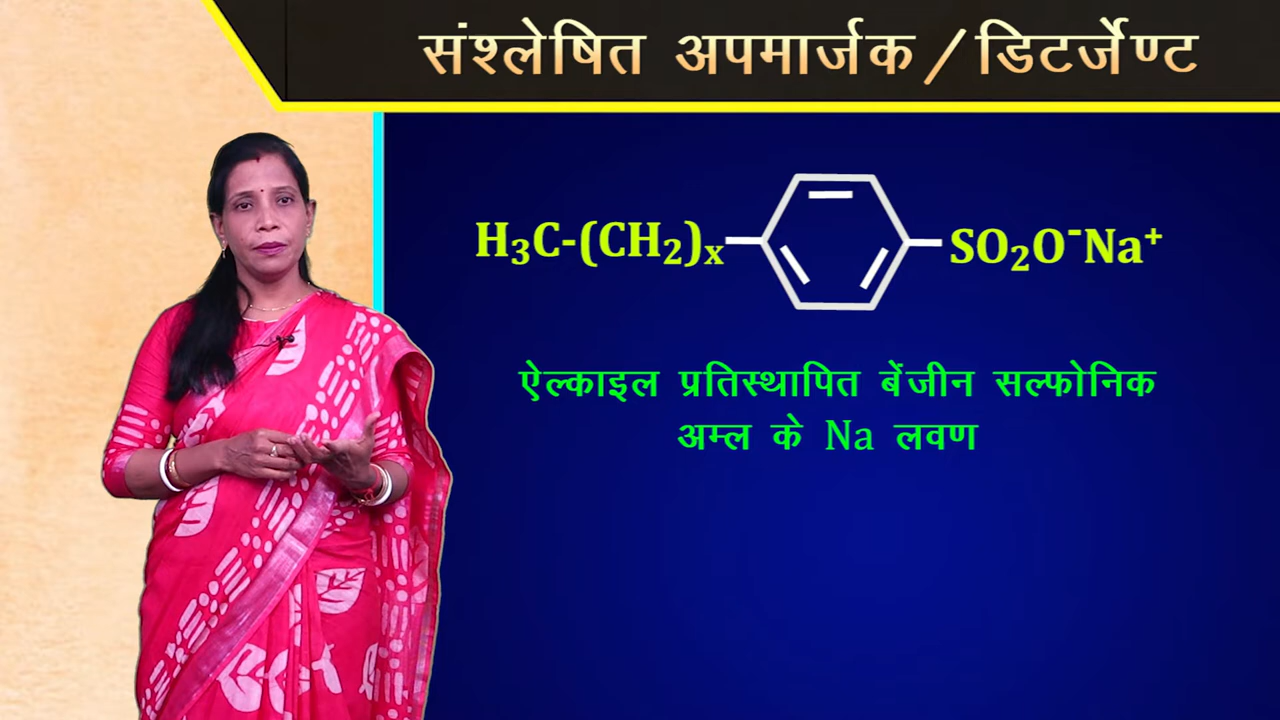 संश्लेषित अपमार्जक / डिटर्जेण्ट
H₃C-(CH₂)ₓ SO₂O⁻Na⁺
ऐल्काइल प्रतिस्थापित बेंजीन सल्फोनिक
अम्ल के Na लवण